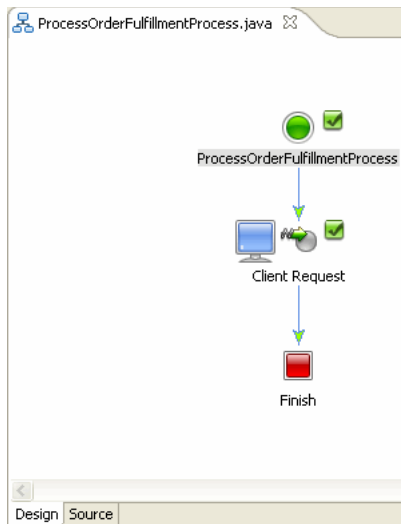 ProcessOrderFulfillmentProcess.java
ProcessOrderFulfillmentProcess
Client Request
Finish
Design Source